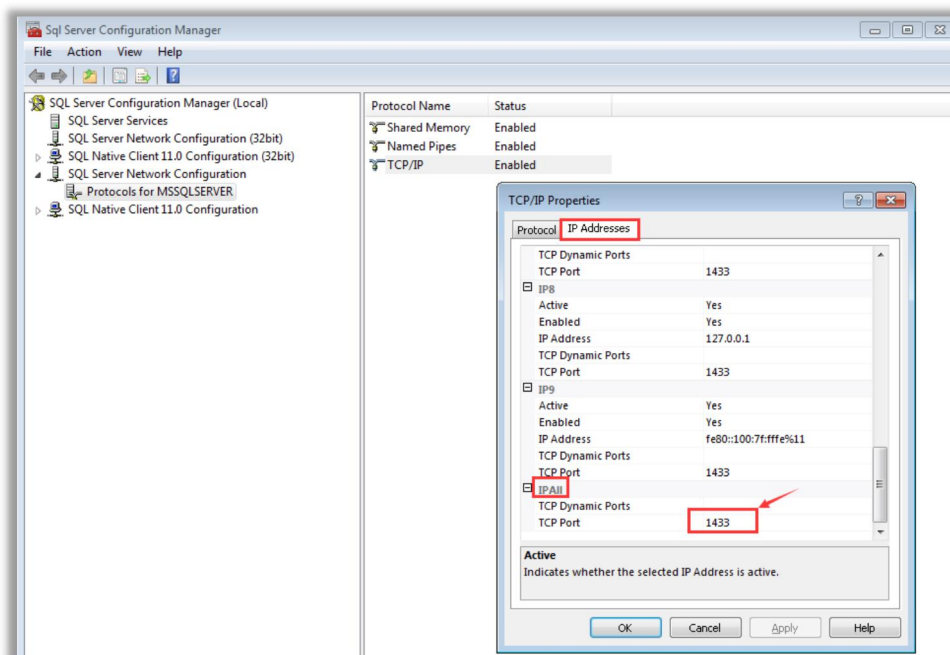 Sql Server Configuration Manager
File Action View Help
SQL Server Configuration Manager (Local)
SQL Server Services
SQL Server Network Configuration (32bit)
SQL Native Client 11.0 Configuration (32bit)
SQL Server Network Configuration
Protocols for MSSQLSERVER
SQL Native Client 11.0 Configuration
Protocol Name Status
Shared Memory Enabled
Named Pipes Enabled
TCP/IP Enabled
TCP/IP Properties
Protocol IP Addresses
TCP Dynamic Ports
TCP Port 1433
IP8
Active Yes
Enabled Yes
IP Address 127.0.0.1
TCP Dynamic Ports
TCP Port 1433
IP9
Active Yes
Enabled Yes
IP Address fe80::100:7f:fffe%11
TCP Dynamic Ports
TCP Port 1433
IPAll
TCP Dynamic Ports
TCP Port 1433
Active
Indicates whether the selected IP Address is active.
OK Cancel Apply Help